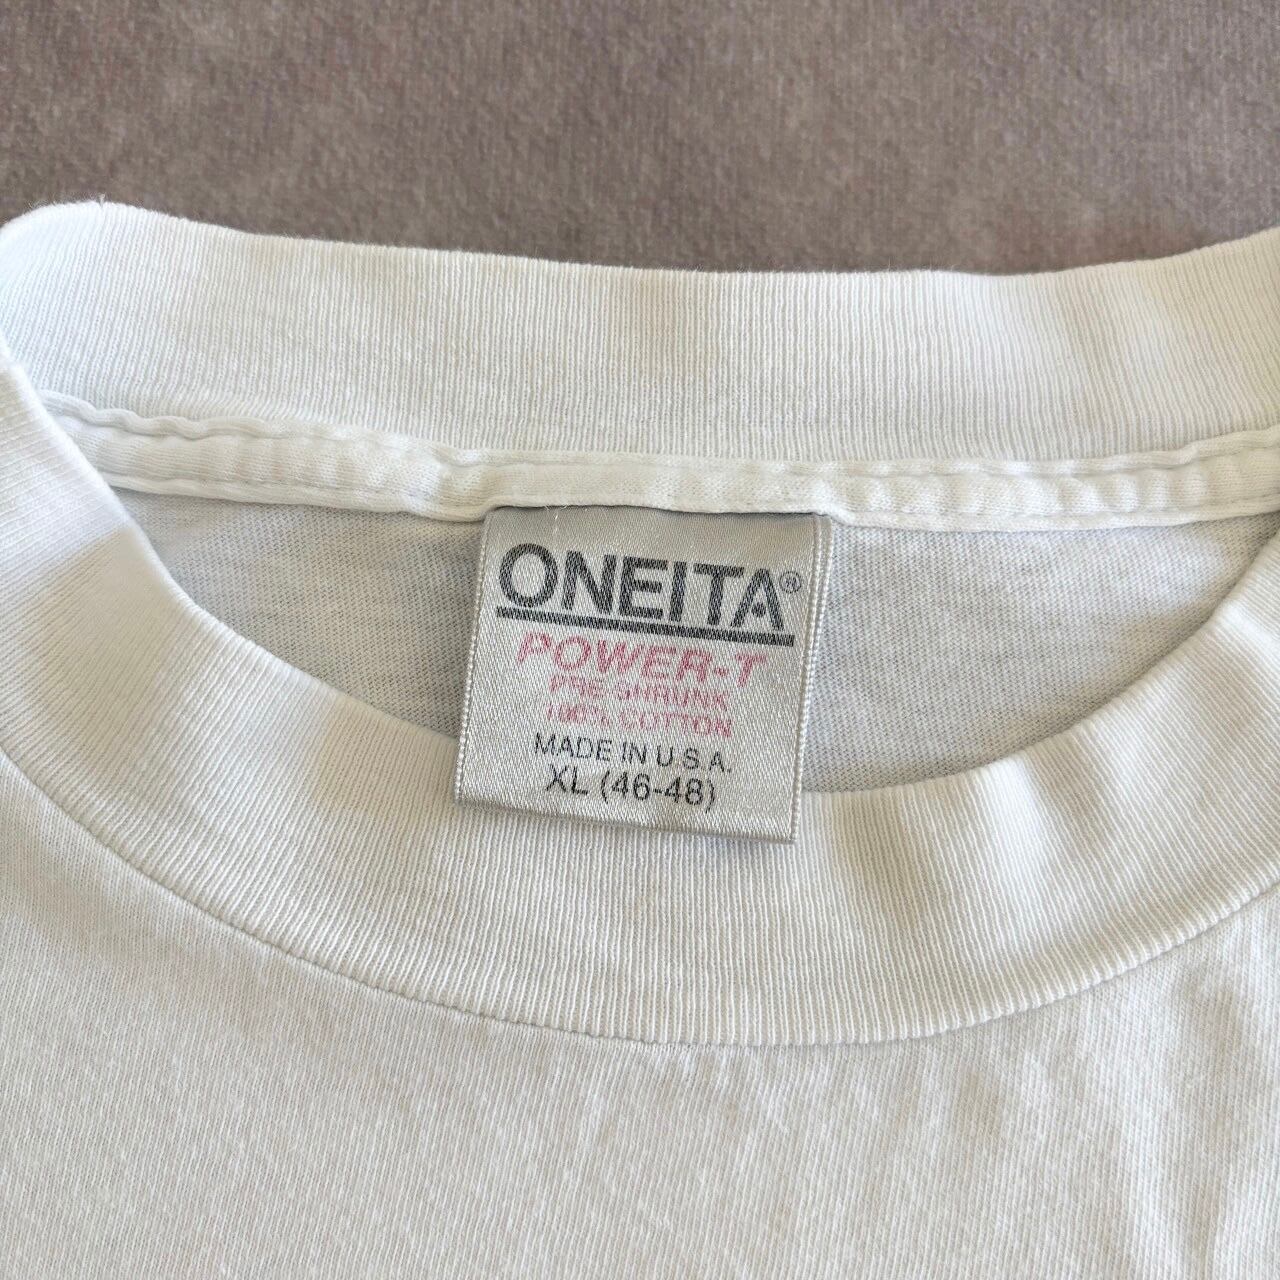 ONEITA®
POWER-T
PRE-SHRUNK
100% COTTON
MADE IN U.S.A.
XL (46-48)